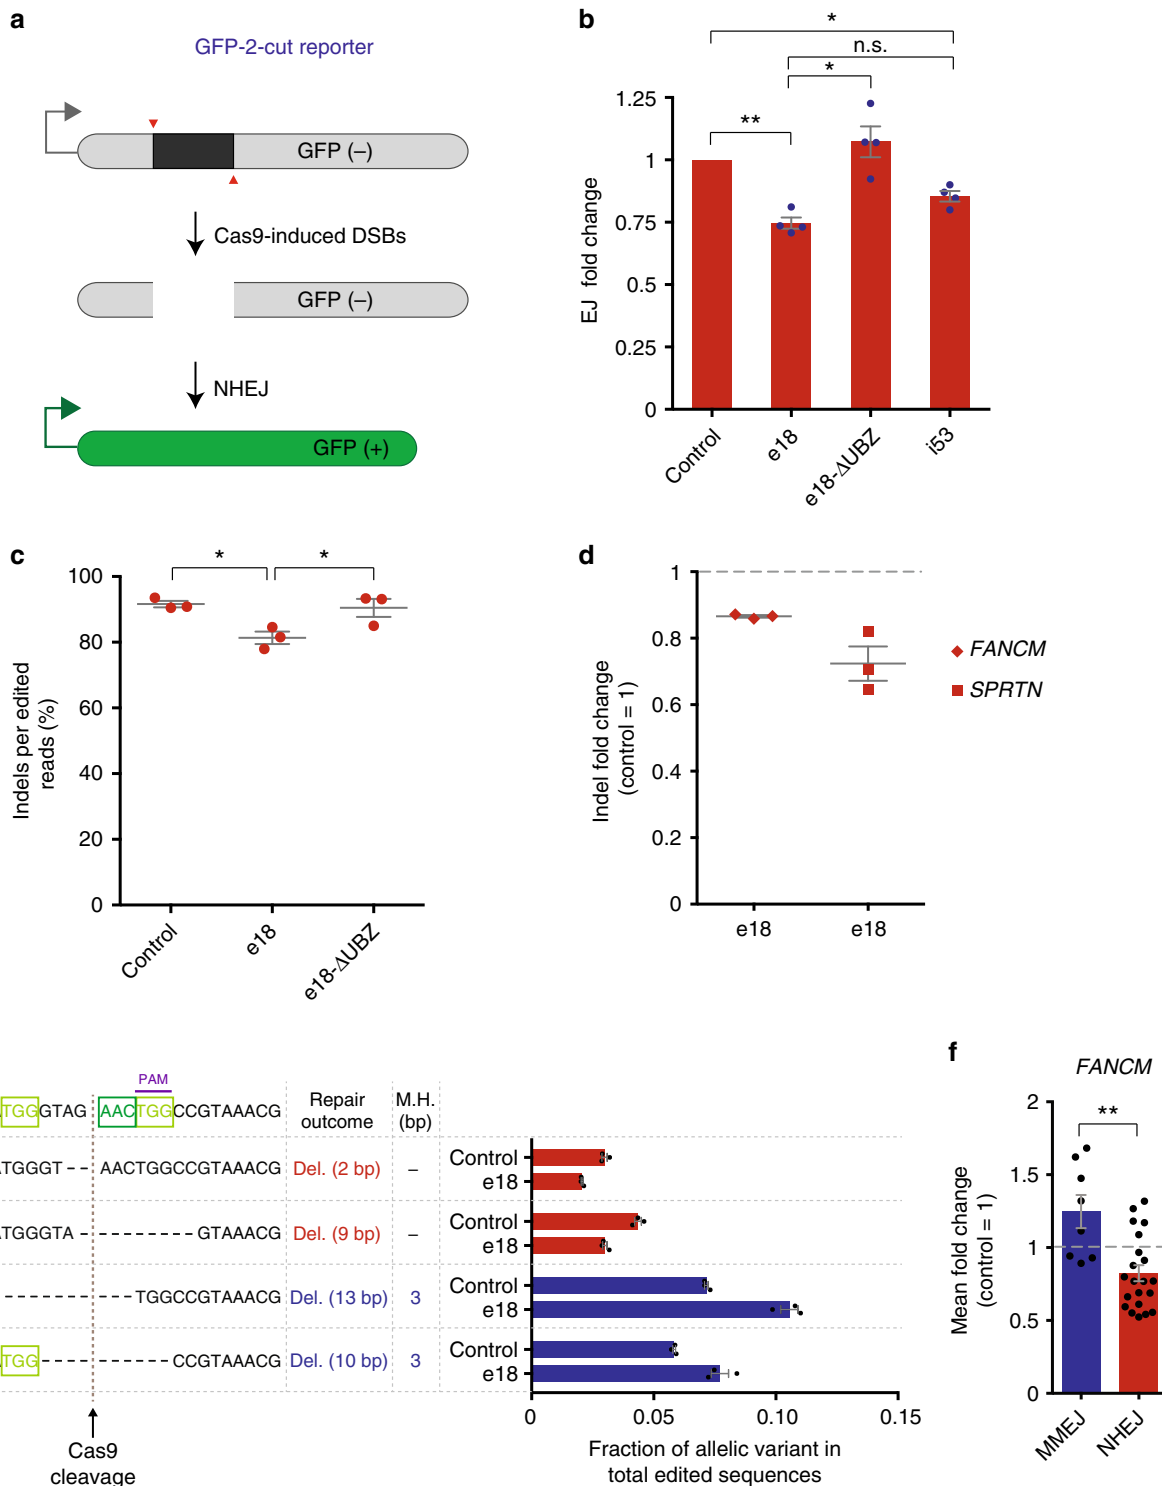 a
GFP-2-cut reporter
GFP (–)
Cas9-induced DSBs
GFP (–)
NHEJ
GFP (+)
b
*
n.s.
*
**
1.25
1
0.75
0.5
0.25
0
EJ fold change
Control
e18
e18-ΔUBZ
i53
c
*
*
100
80
60
40
20
0
Indels per edited
reads (%)
Control
e18
e18-ΔUBZ
d
1
0.8
0.6
0.4
0.2
0
Indel fold change
(control = 1)
e18
e18
FANCM
SPRTN
PAM
TGGGTAG AACTGGCCGTAAACG
Repair
outcome
M.H.
(bp)
ATGGGT-- AACTGGCCGTAAACG Del. (2 bp) –
ATGGGTA- --------GTAAACG Del. (9 bp) –
------- ---TGGCCGTAAACG Del. (13 bp) 3
TGG---- ------CCGTAAACG Del. (10 bp) 3
Cas9
cleavage
Control
e18
Control
e18
Control
e18
Control
e18
0
0.05
0.10
0.15
Fraction of allelic variant in
total edited sequences
f
FANCM
**
2
1.5
1
0.5
0
Mean fold change
(control = 1)
MMEJ
NHEJ